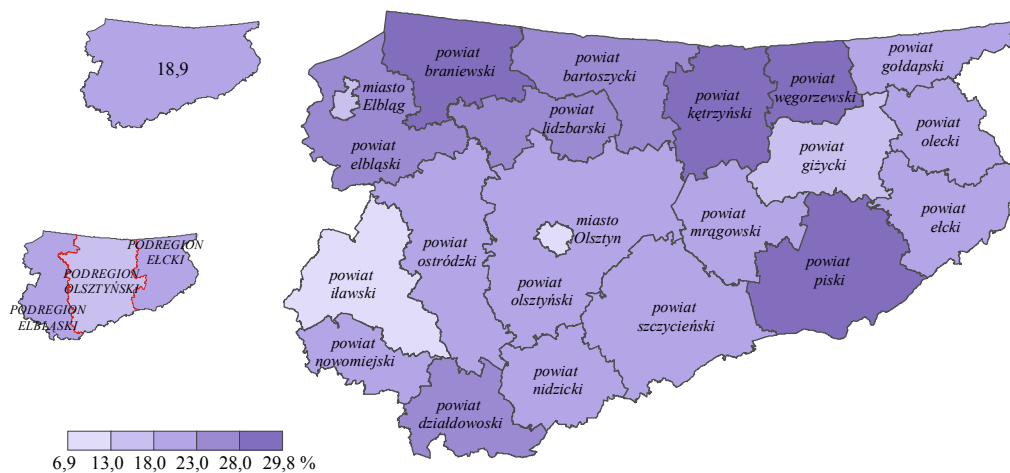 18,9
PODREGION
EŁCKI
PODREGION
OLSZTYŃSKI
PODREGION
ELBLĄSKI
6,9 13,0 18,0 23,0 28,0 29,8 %
powiat
braniewski
miasto
Elbląg
powiat
elbląski
powiat
bartoszycki
powiat
lidzbarski
powiat
kętrzyński
powiat
węgorzewski
powiat
gołdapski
powiat
olecki
powiat
giżycki
powiat
ełcki
powiat
mrągowski
powiat
piski
miasto
Olsztyn
powiat
olsztyński
powiat
ostródzki
powiat
iławski
powiat
szczycieński
powiat
nowomiejski
powiat
nidzicki
powiat
działdowoski